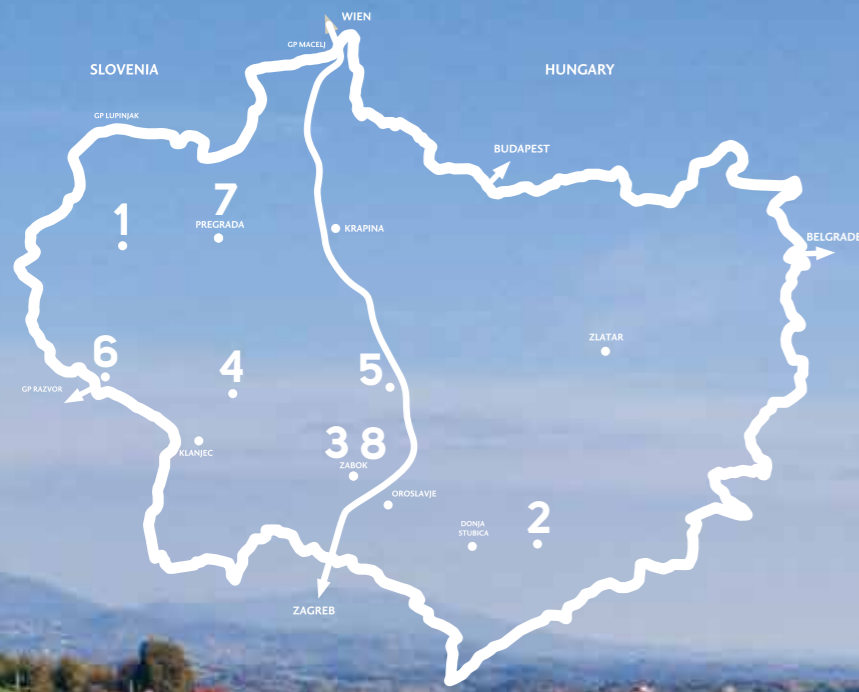 WIEN
GP MACELJ
SLOVENIA
HUNGARY
GP LUPINJAK
BUDAPEST
7
1
PREGRADA
KRAPINA
BELGRADE
ZLATAR
6
4
5
GP RAZVOR
3 8
KLANJEC
ZABOK
OROSLAVJE
2
DONJA
STUBICA
ZAGREB